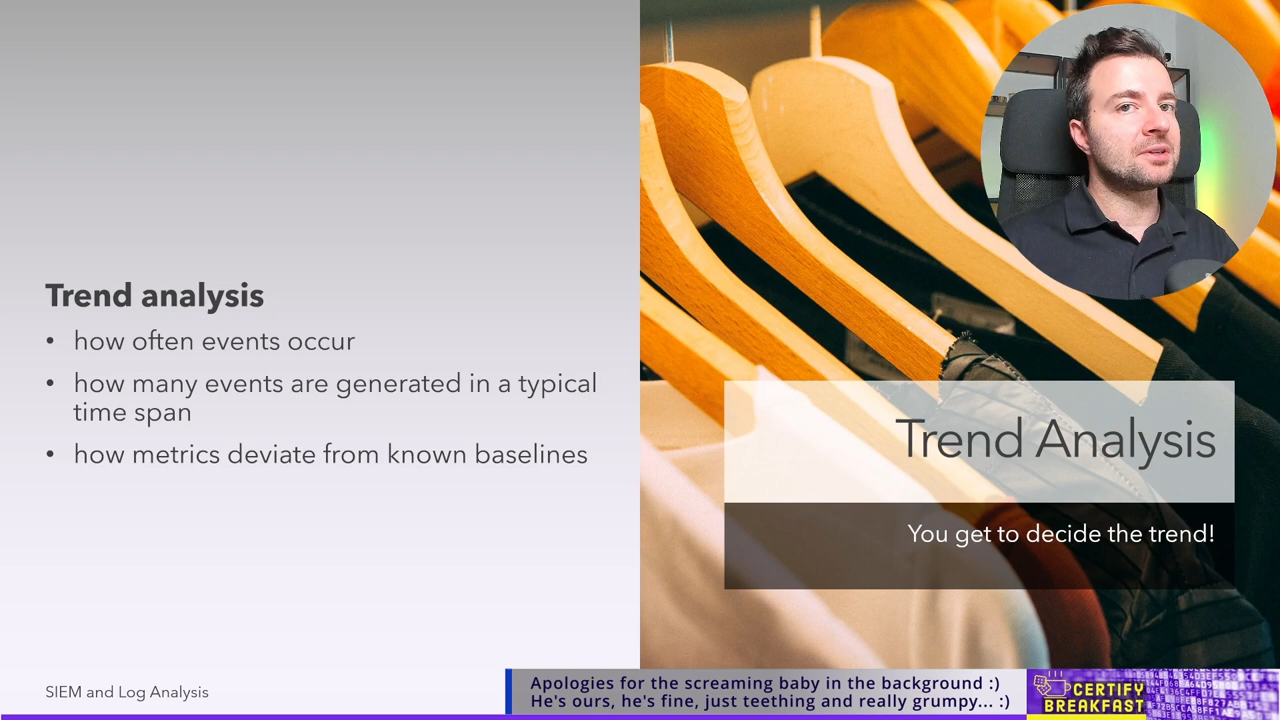 Trend analysis
• how often events occur
• how many events are generated in a typical
time span
• how metrics deviate from known baselines
Trend Analysis
You get to decide the trend!
SIEM and Log Analysis
Apologies for the screaming baby in the background :)
He's ours, he's fine, just teething and really grumpy... :)
CERTIFY
BREAKFAST